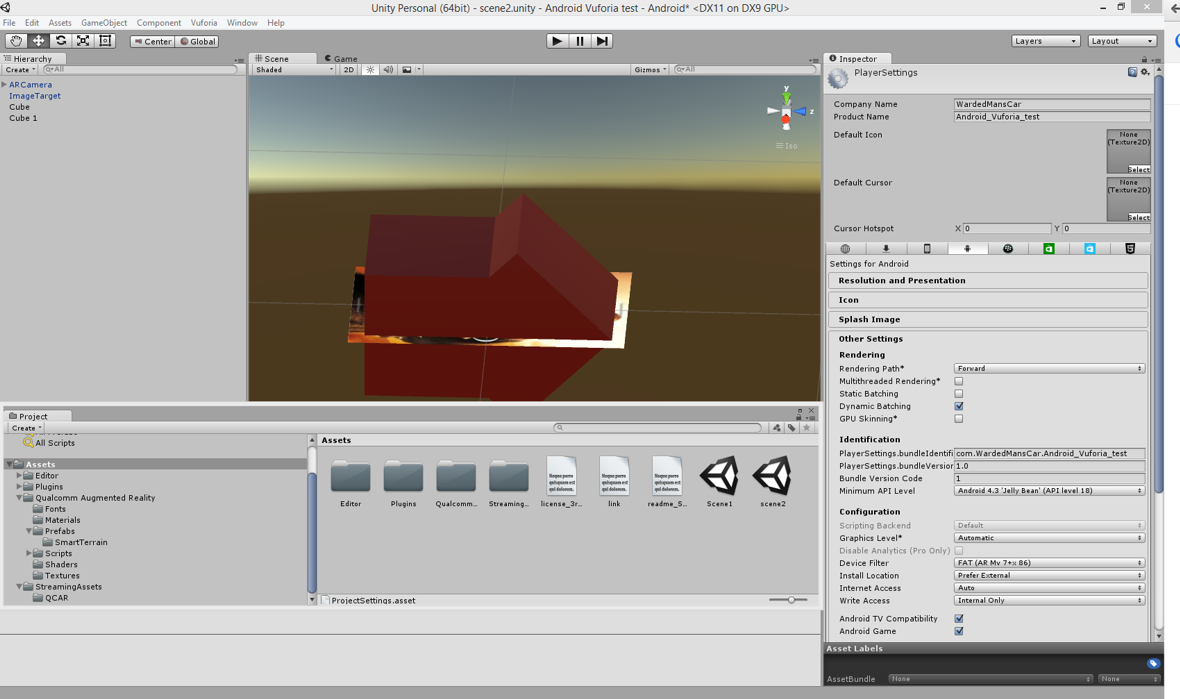 Unity Personal (64bit) - scene2.unity - Android Vuforia test - Android* <DX11 on DX9 GPU>
File Edit Assets GameObject Component Vuforia Window Help
Center Global
Layers Layout
Hierarchy
Create All
ARCamera
ImageTarget
Cube
Cube 1
Scene Game
Shaded 2D Gizmos All
y
z
Iso
Project
Create
All Scripts
Assets
Editor
Plugins
Qualcomm Augmented Reality
Fonts
Materials
Prefabs
SmartTerrain
Scripts
Shaders
Textures
StreamingAssets
QCAR
Assets
Editor Plugins Qualcomm... Streaming... license_3r... link readme_S... Scene1 scene2
ProjectSettings.asset
Inspector
PlayerSettings
Company Name WardedMansCar
Product Name Android_Vuforia_test
Default Icon
None
(Texture2D)
Select
Default Cursor
None
(Texture2D)
Select
Cursor Hotspot X 0 Y 0
Settings for Android
Resolution and Presentation
Icon
Splash Image
Other Settings
Rendering
Rendering Path* Forward
Multithreaded Rendering*
Static Batching
Dynamic Batching
GPU Skinning*
Identification
PlayerSettings.bundleIdentifi com.WardedMansCar.Android_Vuforia_test
PlayerSettings.bundleVersion 1.0
Bundle Version Code 1
Minimum API Level Android 4.3 'Jelly Bean' (API level 18)
Configuration
Scripting Backend Default
Graphics Level* Automatic
Disable Analytics (Pro Only)
Device Filter FAT (AR Mv 7+x 86)
Install Location Prefer External
Internet Access Auto
Write Access Internal Only
Android TV Compatibility
Android Game
Asset Labels
AssetBundle None None